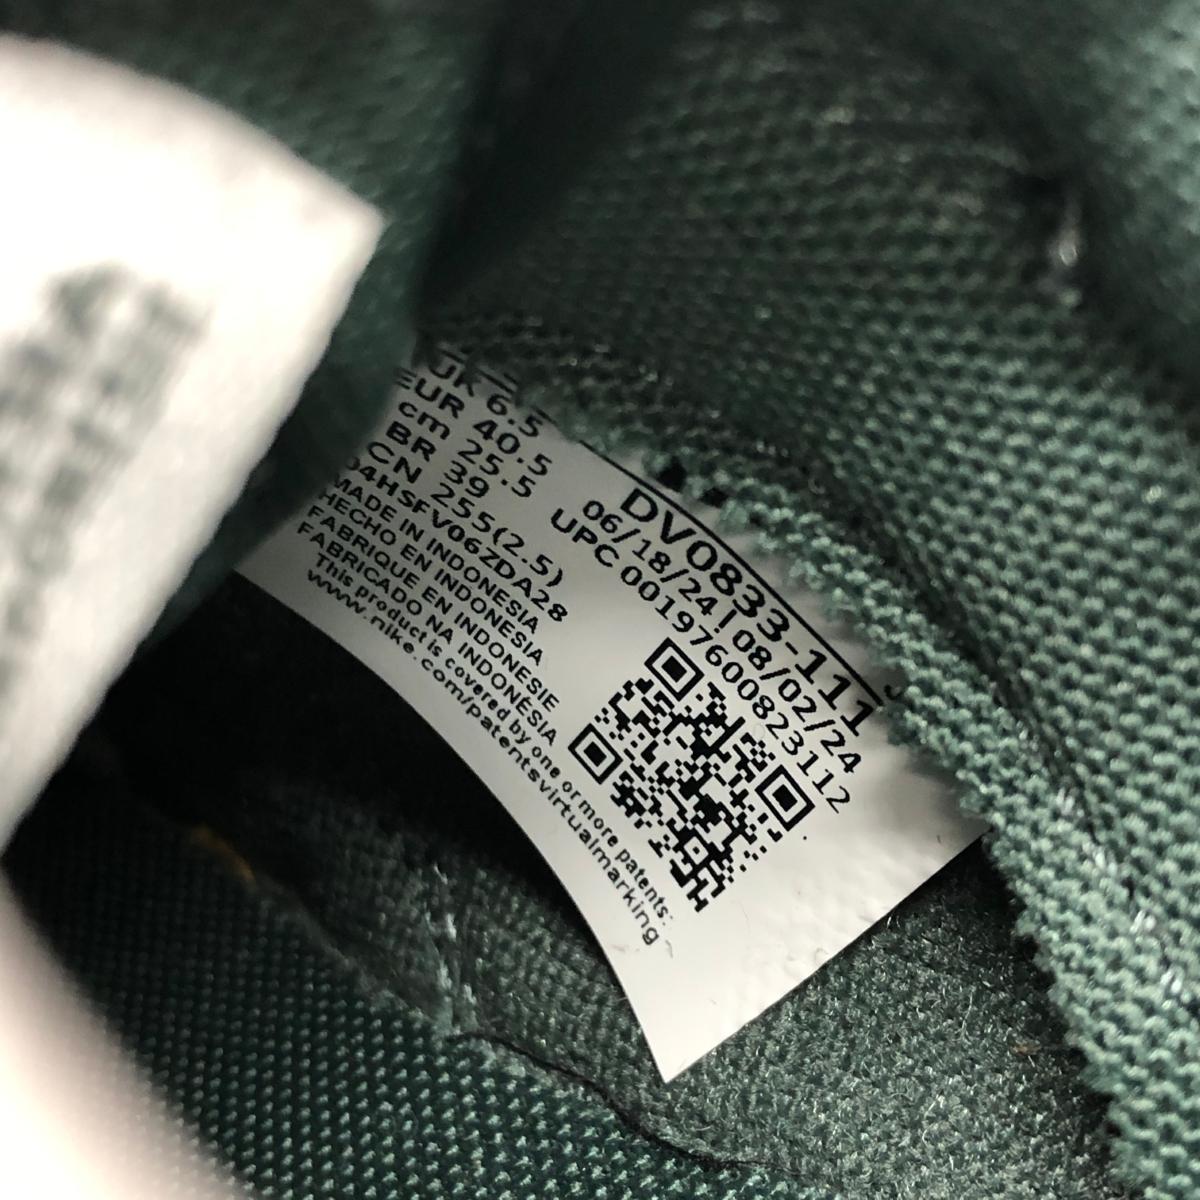 UK 6.5
EUR 40.5
cm 25.5
BR 39
CN 255(2.5)
04HSFV06ZDA28
MADE IN INDONESIA
HECHO EN INDONESIA
FABRIQUE EN INDONESIE
FABRICADO NA INDONÉSIA
This product is covered by one or more patents:
www.nike.com/patentsvirtualmarking
DV0833-111
06/18/24 | 08/02/24
UPC 00197600823112